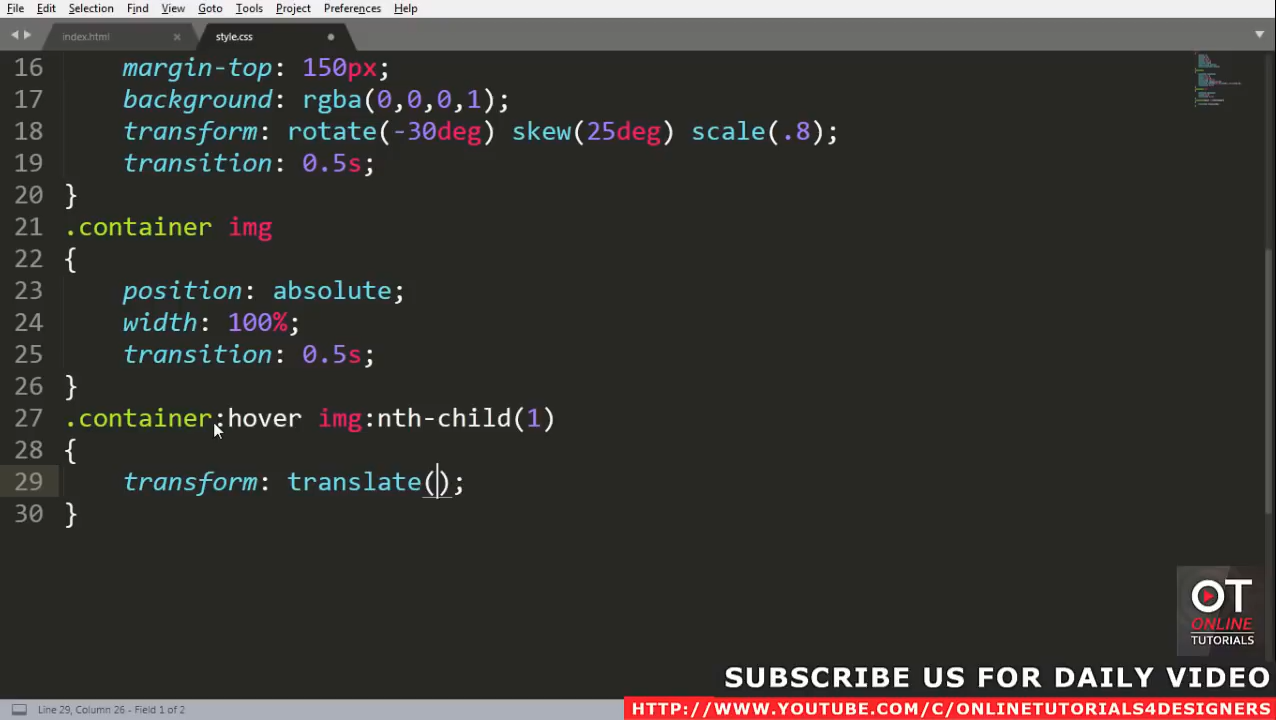 File Edit Selection Find View Goto Tools Project Preferences Help
index.html × style.css
16 margin-top: 150px;
17 background: rgba(0,0,0,1);
18 transform: rotate(-30deg) skew(25deg) scale(.8);
19 transition: 0.5s;
20 }
21 .container img
22 {
23 position: absolute;
24 width: 100%;
25 transition: 0.5s;
26 }
27 .container:hover img:nth-child(1)
28 {
29 transform: translate();
30 }
OT
ONLINE
TUTORIALS
SUBSCRIBE US FOR DAILY VIDEO
Line 29, Column 26 - Field 1 of 2
HTTP://WWW.YOUTUBE.COM/C/ONLINETUTORIALS4DESIGNERS